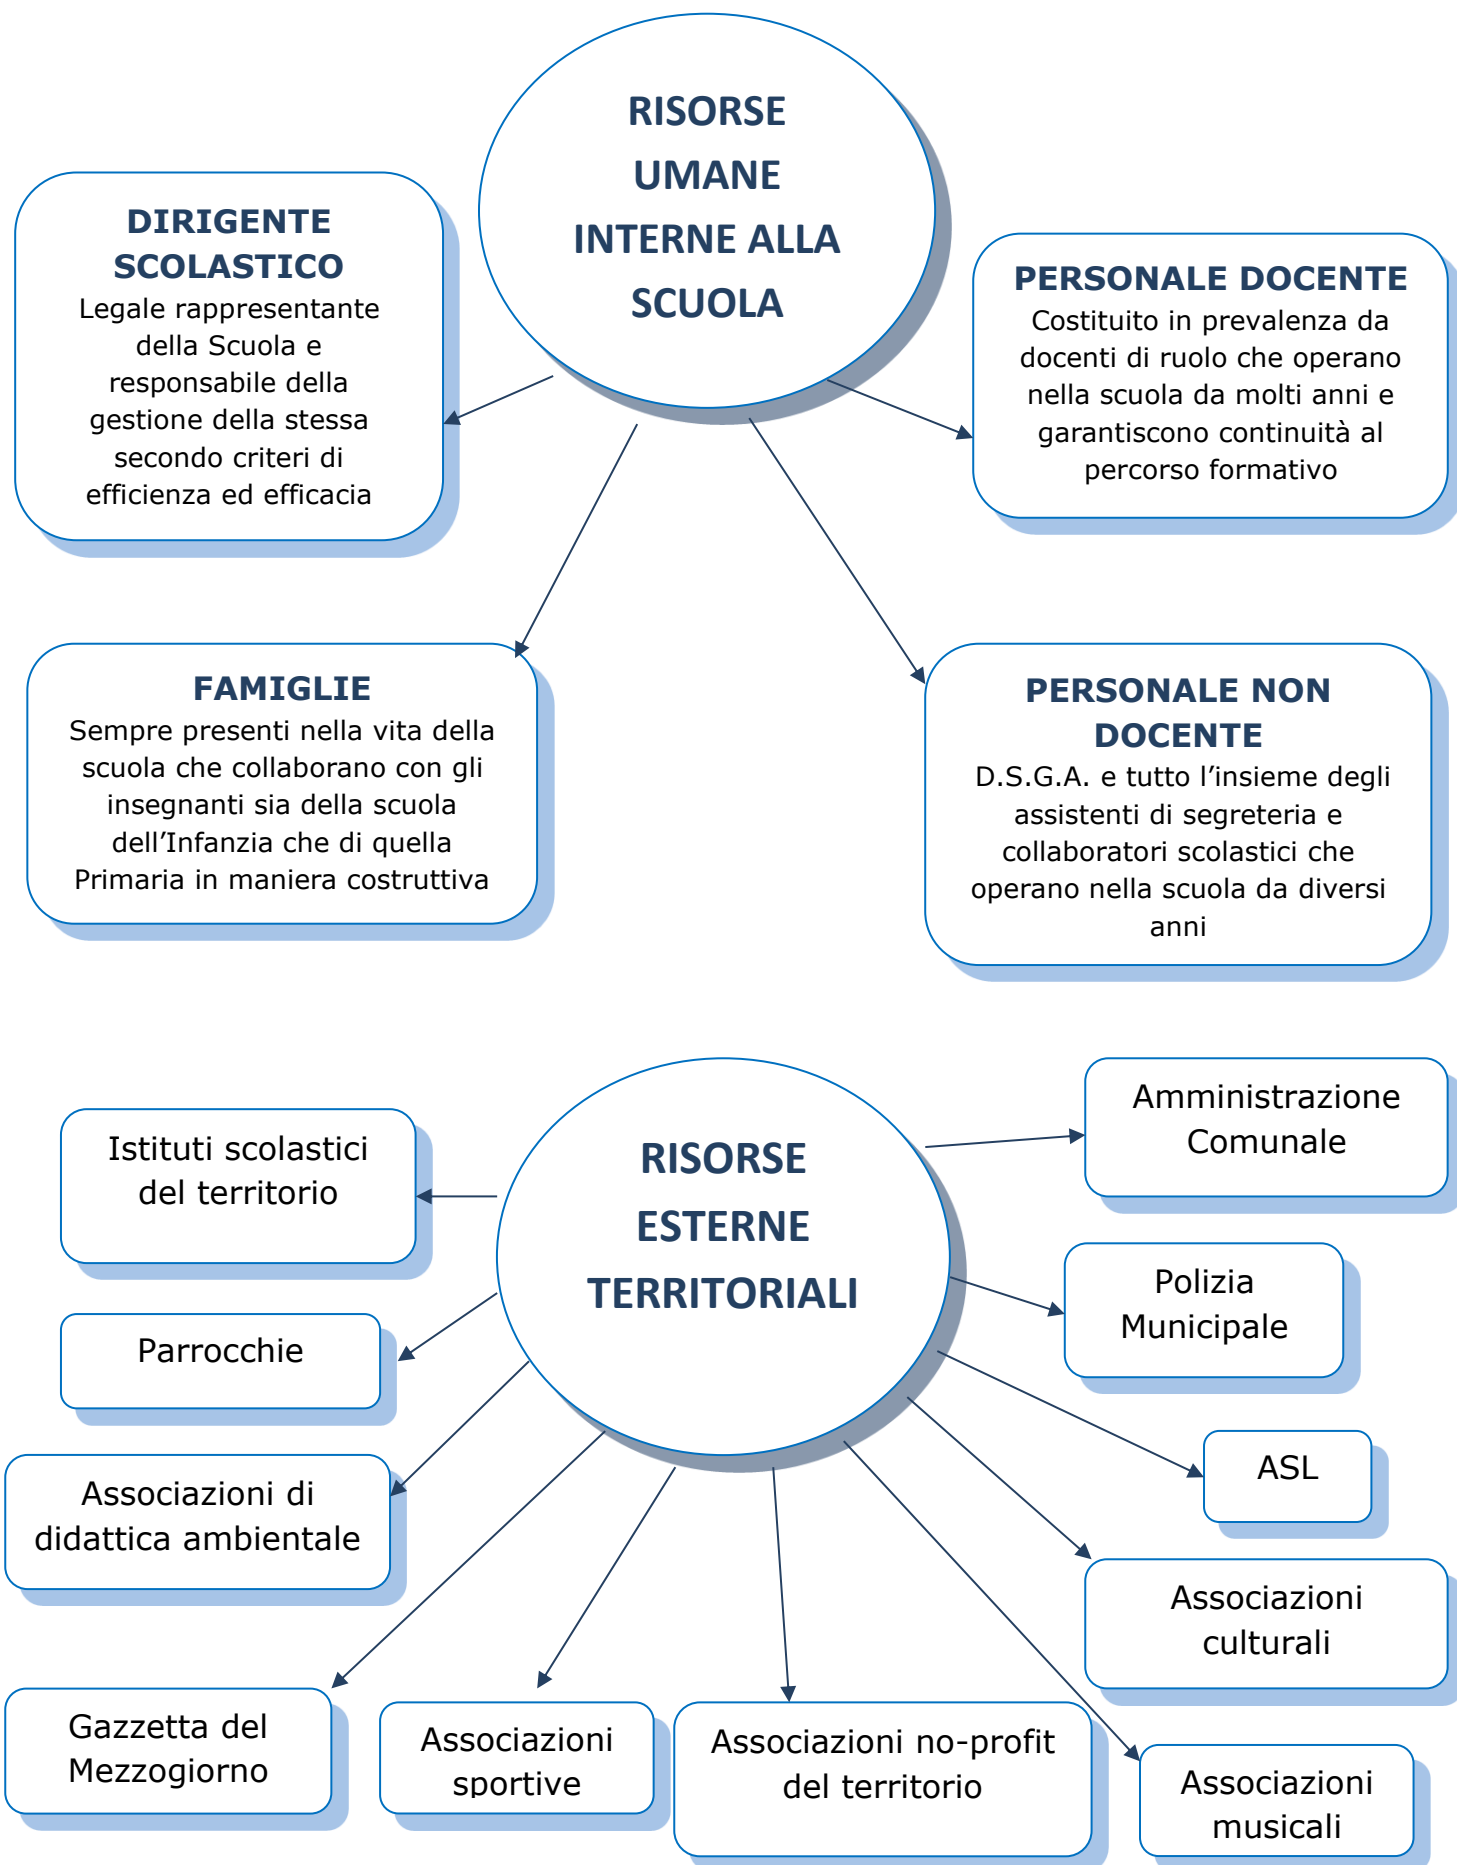 RISORSE
UMANE
INTERNE ALLA
SCUOLA
DIRIGENTE
SCOLASTICO
Legale rappresentante
della Scuola e
responsabile della
gestione della stessa
secondo criteri di
efficienza ed efficacia
PERSONALE DOCENTE
Costituito in prevalenza da
docenti di ruolo che operano
nella scuola da molti anni e
garantiscono continuità al
percorso formativo
FAMIGLIE
Sempre presenti nella vita della
scuola che collaborano con gli
insegnanti sia della scuola
dell’Infanzia che di quella
Primaria in maniera costruttiva
PERSONALE NON
DOCENTE
D.S.G.A. e tutto l’insieme degli
assistenti di segreteria e
collaboratori scolastici che
operano nella scuola da diversi
anni
RISORSE
ESTERNE
TERRITORIALI
Istituti scolastici
del territorio
Amministrazione
Comunale
Parrocchie
Polizia
Municipale
Associazioni di
didattica ambientale
ASL
Associazioni
culturali
Gazzetta del
Mezzogiorno
Associazioni
sportive
Associazioni no-profit
del territorio
Associazioni
musicali